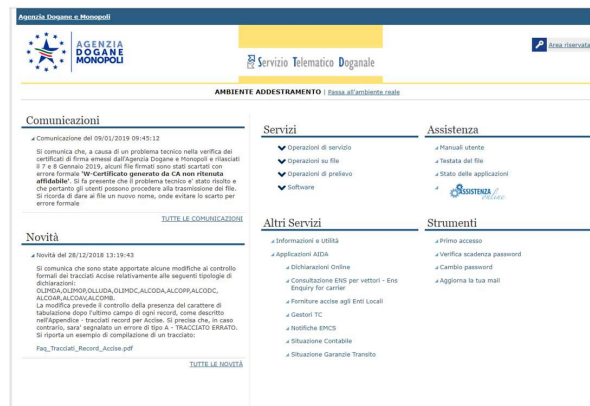 Agenzia Dogane e Monopoli
AGENZIA
DOGANE
MONOPOLI
Servizio Telematico Doganale
Area riservata
AMBIENTE ADDESTRAMENTO | Passa all'ambiente reale
Comunicazioni
Comunicazione del 09/01/2019 09:45:12
Si comunica che, a causa di un problema tecnico nella verifica dei
certificati di firma emessi dall'Agenzia Dogane e Monopoli e rilasciati
il 7 e 8 Gennaio 2019, alcuni file firmati sono stati scartati con
errore formale 'W-Certificato generato da CA non ritenuta
affidabile'. Si fa presente che il problema tecnico e' stato risolto e
che pertanto gli utenti possono procedere alla trasmissione dei file.
Si ricorda di dare ai file un nuovo nome, onde evitare lo scarto per
errore formale
TUTTE LE COMUNICAZIONI
Novità
Novità del 28/12/2018 13:19:43
Si comunica che sono state apportate alcune modifiche ai controllo
formali dei tracciati Accise relativamente alle seguenti tipologie di
dichiarazioni:
OLIMDA,OLIMOP,OLLUDA,OLIMDC,ALCODA,ALCOPP,ALCODC,
ALCOAR,ALCOAV,ALCOMB.
La modifica prevede il controllo della presenza del carattere di
tabulazione dopo l'ultimo campo di ogni record, come descritto
nell'Appendice - tracciati record per Accise. Si precisa che, in caso
contrario, sara' segnalato un errore di tipo A - TRACCIATO ERRATO.
Si riporta un esempio di compilazione di un tracciato:
Faq_Tracciati_Record_Accise.pdf
TUTTE LE NOVITÀ
Servizi
Operazioni di servizio
Operazioni su file
Operazioni di prelievo
Software
Assistenza
Manuali utente
Testata del file
Stato delle applicazioni
ASSISTENZA online
Altri Servizi
Informazioni e Utilità
Applicazioni AIDA
Dichiarazioni Online
Consultazione ENS per vettori - Ens
Enquiry for carrier
Forniture accise agli Enti Locali
Gestori TC
Notifiche EMCS
Situazione Contabile
Situazione Garanzie Transito
Strumenti
Primo accesso
Verifica scadenza password
Cambio password
Aggiorna la tua mail